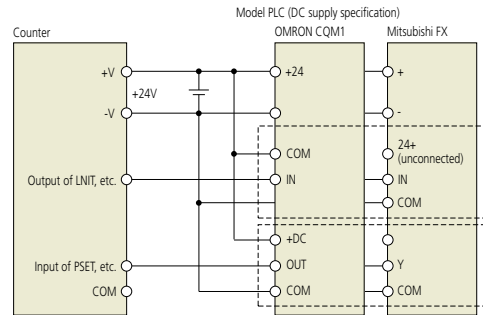 Model PLC (DC supply specification)
Counter OMRON CQM1 Mitsubishi FX
+V +24 +
+24V
-V -
24+
(unconnected)
COM
Output of LNIT, etc. IN IN
COM
+DC
Input of PSET, etc. OUT Y
COM COM COM